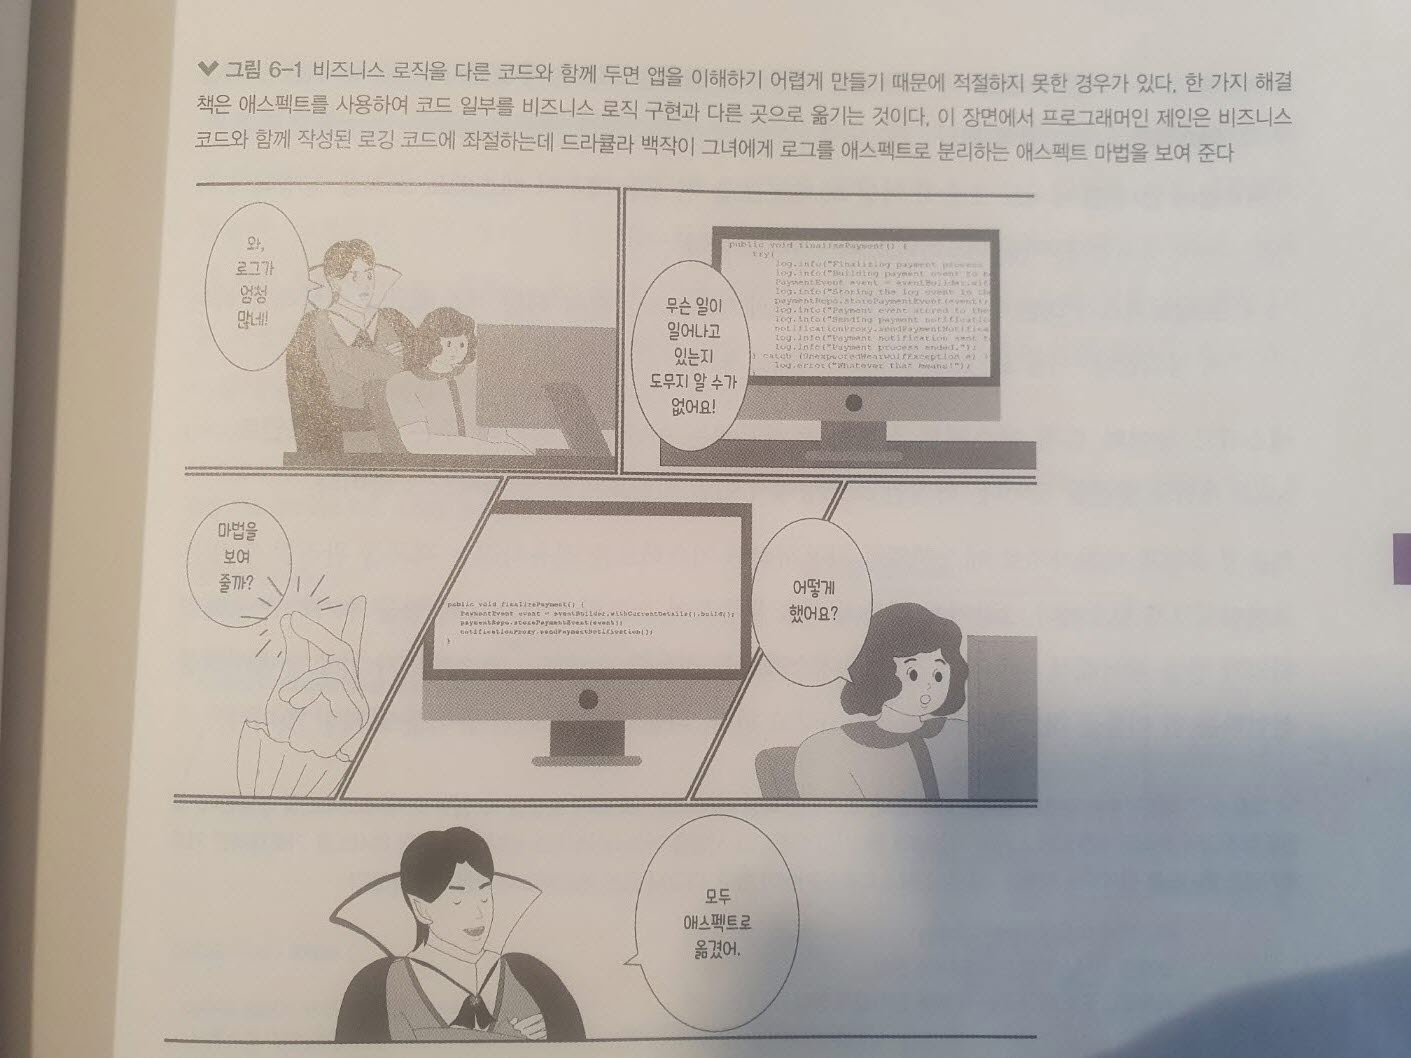 그림 6-1 비즈니스 로직을 다른 코드와 함께 두면 앱을 이해하기 어렵게 만들기 때문에 적절하지 못한 경우가 있다. 한 가지 해결
책은 애스펙트를 사용하여 코드 일부를 비즈니스 로직 구현과 다른 곳으로 옮기는 것이다. 이 장면에서 프로그래머인 제인은 비즈니스
코드와 함께 작성된 로깅 코드에 좌절하는데 드라큘라 백작이 그녀에게 로그를 애스펙트로 분리하는 애스펙트 마법을 보여 준다
와,
로그가
엄청
많네!
무슨 일이
일어나고
있는지
도무지 알 수가
없어요!
public void finalizePayment() {
try{
log.info("Finalizing payment process
log.info("Building payment event to be
PaymentEvent event = eventBuilder.with
log.info("Storing the log event in the
paymentRepo.storePaymentEvent(event);
log.info("Payment event stored to the
log.info("Sending payment notificatio
notificationProxy.sendPaymentNotific
log.info("Payment notification sent t
log.info("Payment process ended.");
} catch (UnexpectedWearwolfException e) {
log.error("Whatever that means!");
마법을
보여
줄까?
public void finalizePayment() {
PaymentEvent event = eventBuilder.withCurrentDetails().build();
paymentRepo.storePaymentEvent(event);
notificationProxy.sendPaymentNotification();
}
어떻게
했어요?
모두
애스펙트로
옮겼어.